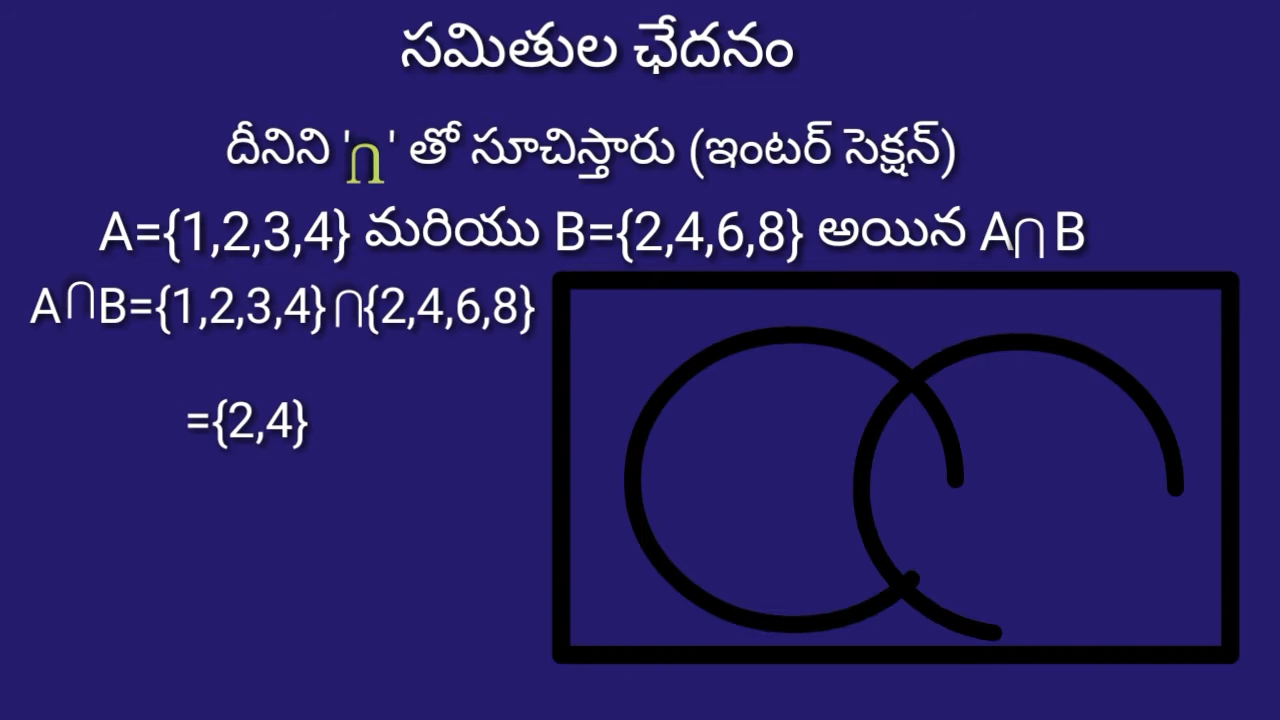 సమితుల ఛేదనం
దీనిని '∩' తో సూచిస్తారు (ఇంటర్ సెక్షన్)
A={1,2,3,4} మరియు B={2,4,6,8} అయిన A∩B
A∩B={1,2,3,4}∩{2,4,6,8}
={2,4}